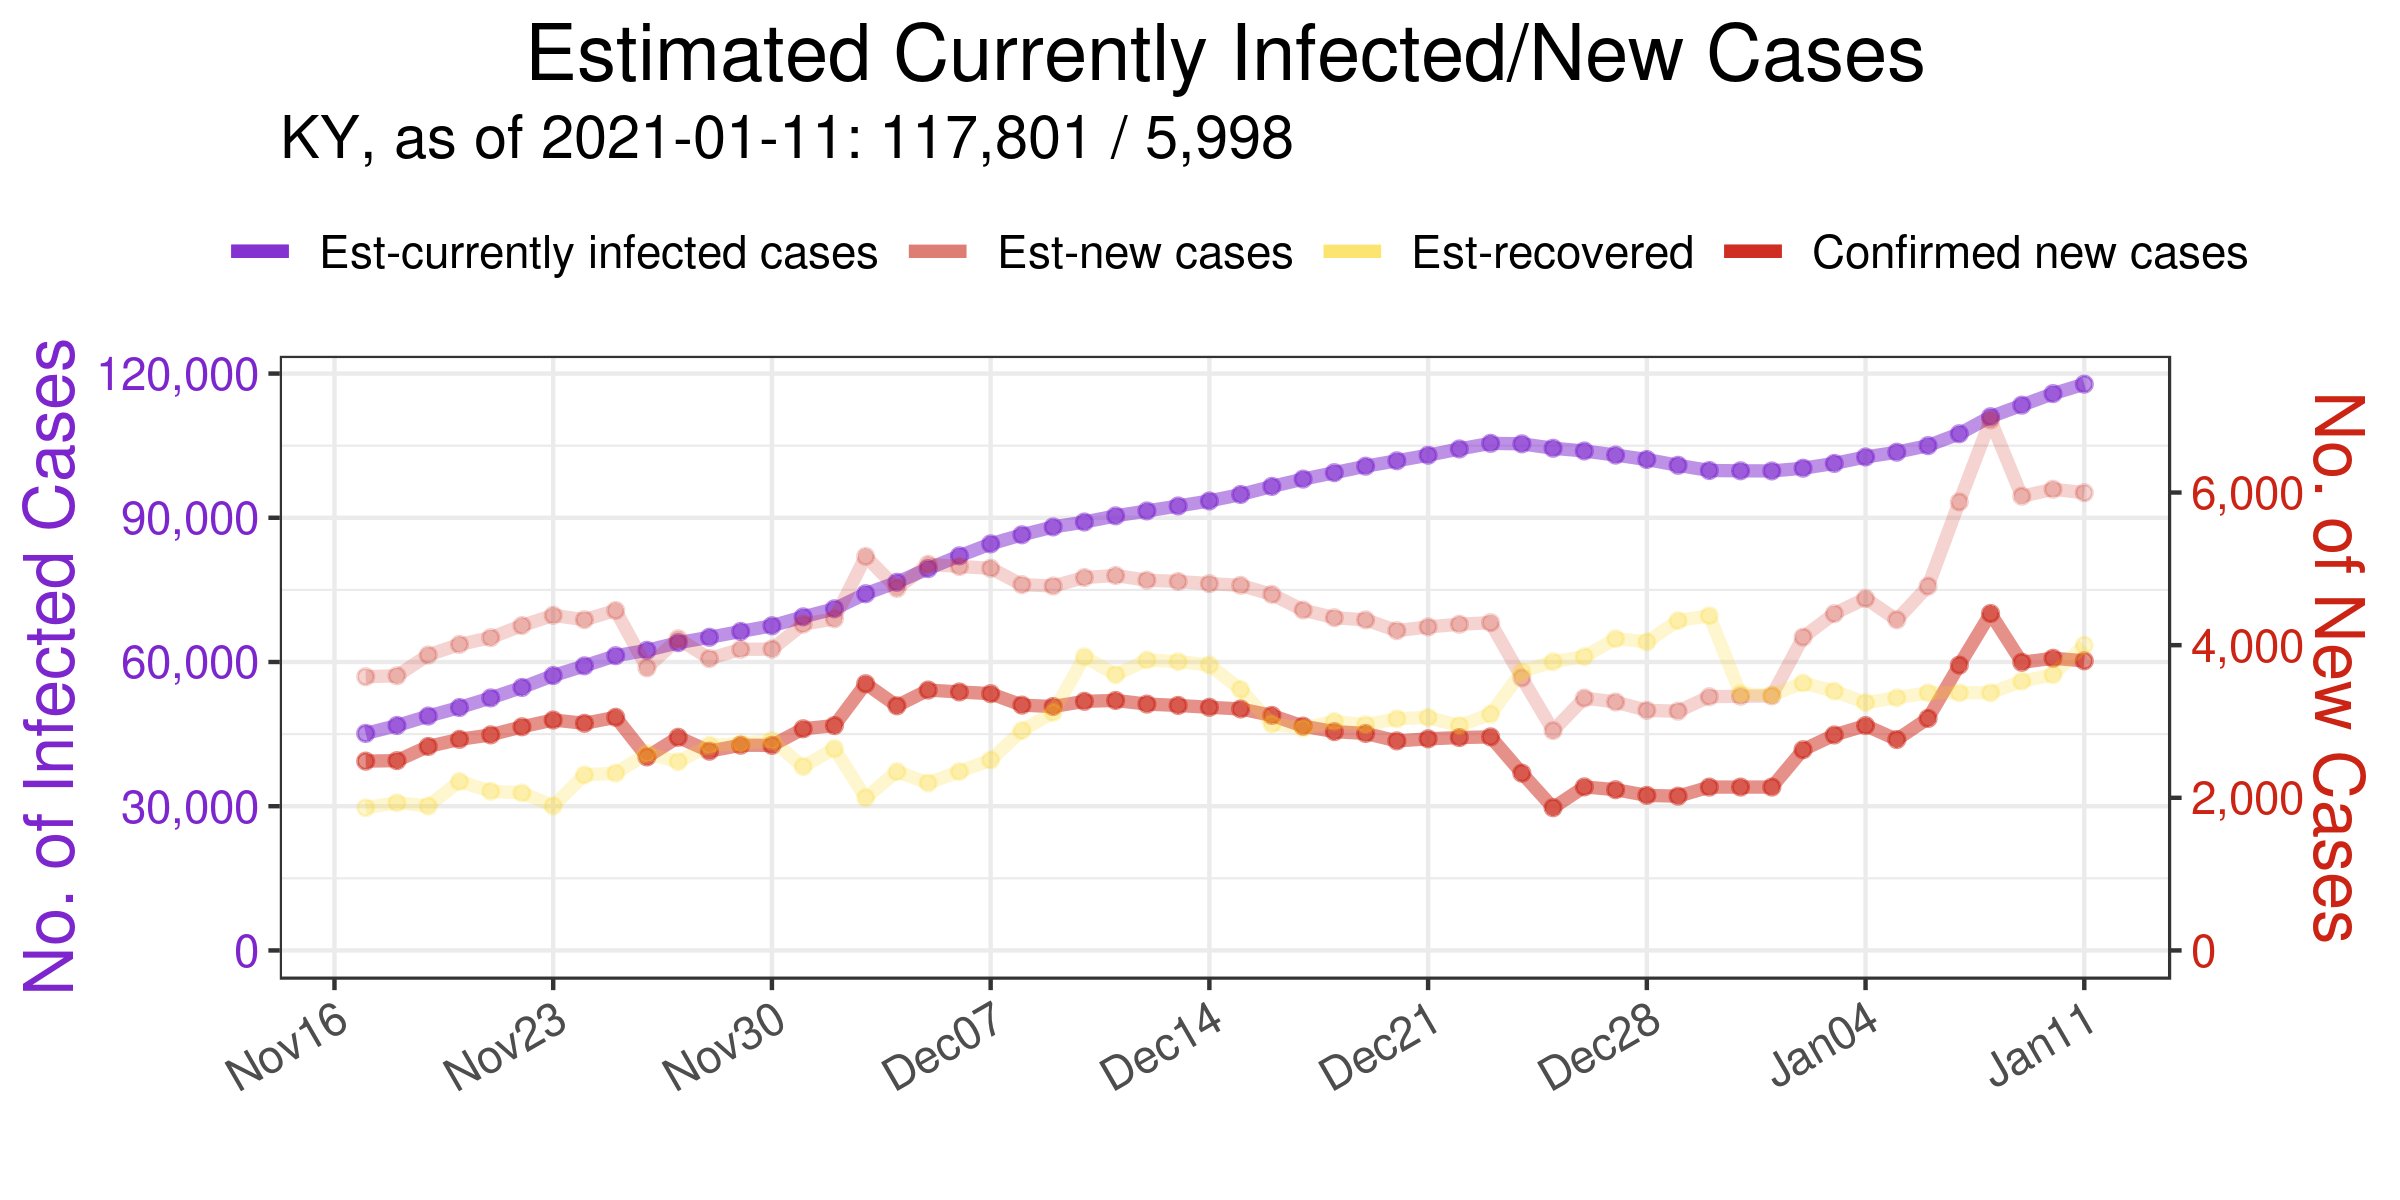 Estimated Currently Infected/New Cases
KY, as of 2021-01-11: 117,801 / 5,998
Est-currently infected cases Est-new cases Est-recovered Confirmed new cases
No. of Infected Cases
120,000
90,000
60,000
30,000
0
6,000
4,000
2,000
0
No. of New Cases
Nov16 Nov23 Nov30 Dec07 Dec14 Dec21 Dec28 Jan04 Jan11